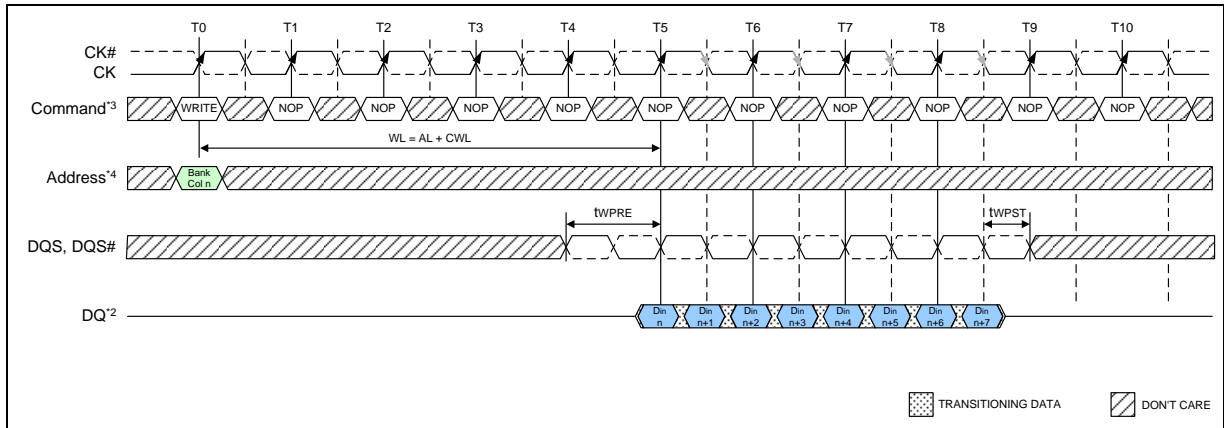 T0 T1 T2 T3 T4 T5 T6 T7 T8 T9 T10
CK#
CK
Command*3 WRITE NOP NOP NOP NOP NOP NOP NOP NOP NOP NOP
WL = AL + CWL
Address*4 Bank Col n
tWPRE tWPST
DQS, DQS#
DQ*2 Din n Din n+1 Din n+2 Din n+3 Din n+4 Din n+5 Din n+6 Din n+7
TRANSITIONING DATA DON'T CARE